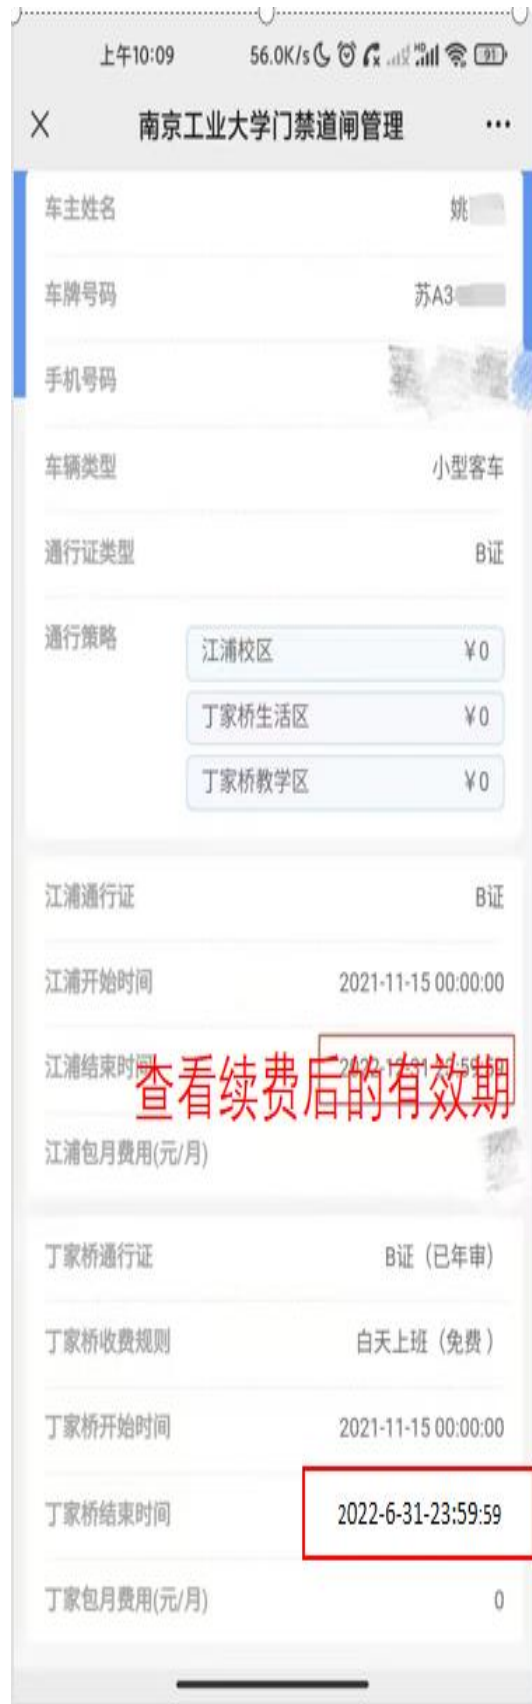 上午10:09 56.0K/s 91
南京工业大学门禁道闸管理
车主姓名 姚
车牌号码 苏A3
手机号码
车辆类型 小型客车
通行证类型 B证
通行策略 江浦校区 ¥0
丁家桥生活区 ¥0
丁家桥教学区 ¥0
江浦通行证 B证
江浦开始时间 2021-11-15 00:00:00
江浦结束时间 2022-12-31 23:59:59
查看续费后的有效期
江浦包月费用(元/月)
丁家桥通行证 B证（已年审）
丁家桥收费规则 白天上班（免费）
丁家桥开始时间 2021-11-15 00:00:00
丁家桥结束时间 2022-6-31-23:59:59
丁家包月费用(元/月) 0